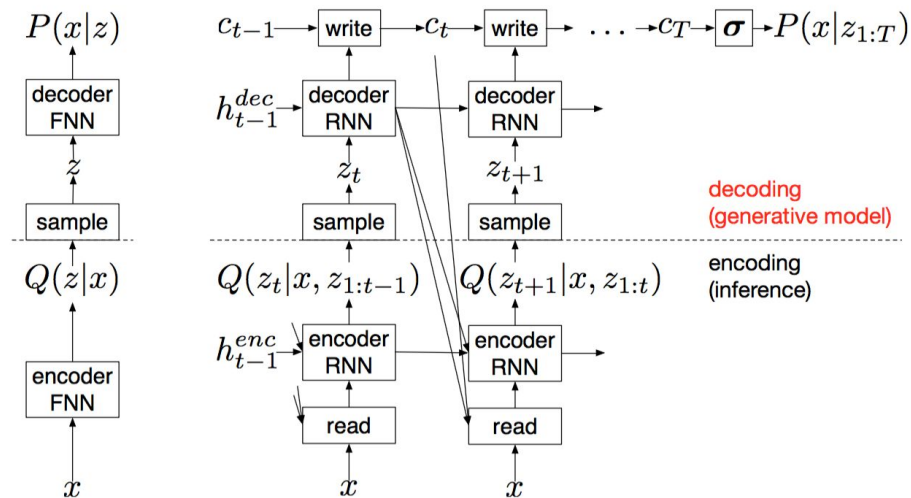 P(x|z)
decoder
FNN
z
sample
Q(z|x)
encoder
FNN
x
c_{t-1} write c_t write ... c_T σ P(x|z_{1:T})
h_{t-1}^{dec} decoder
RNN
decoder
RNN
z_t z_{t+1}
sample sample
decoding
(generative model)
Q(z_t|x, z_{1:t-1}) Q(z_{t+1}|x, z_{1:t})
encoding
(inference)
h_{t-1}^{enc} encoder
RNN
encoder
RNN
read read
x x